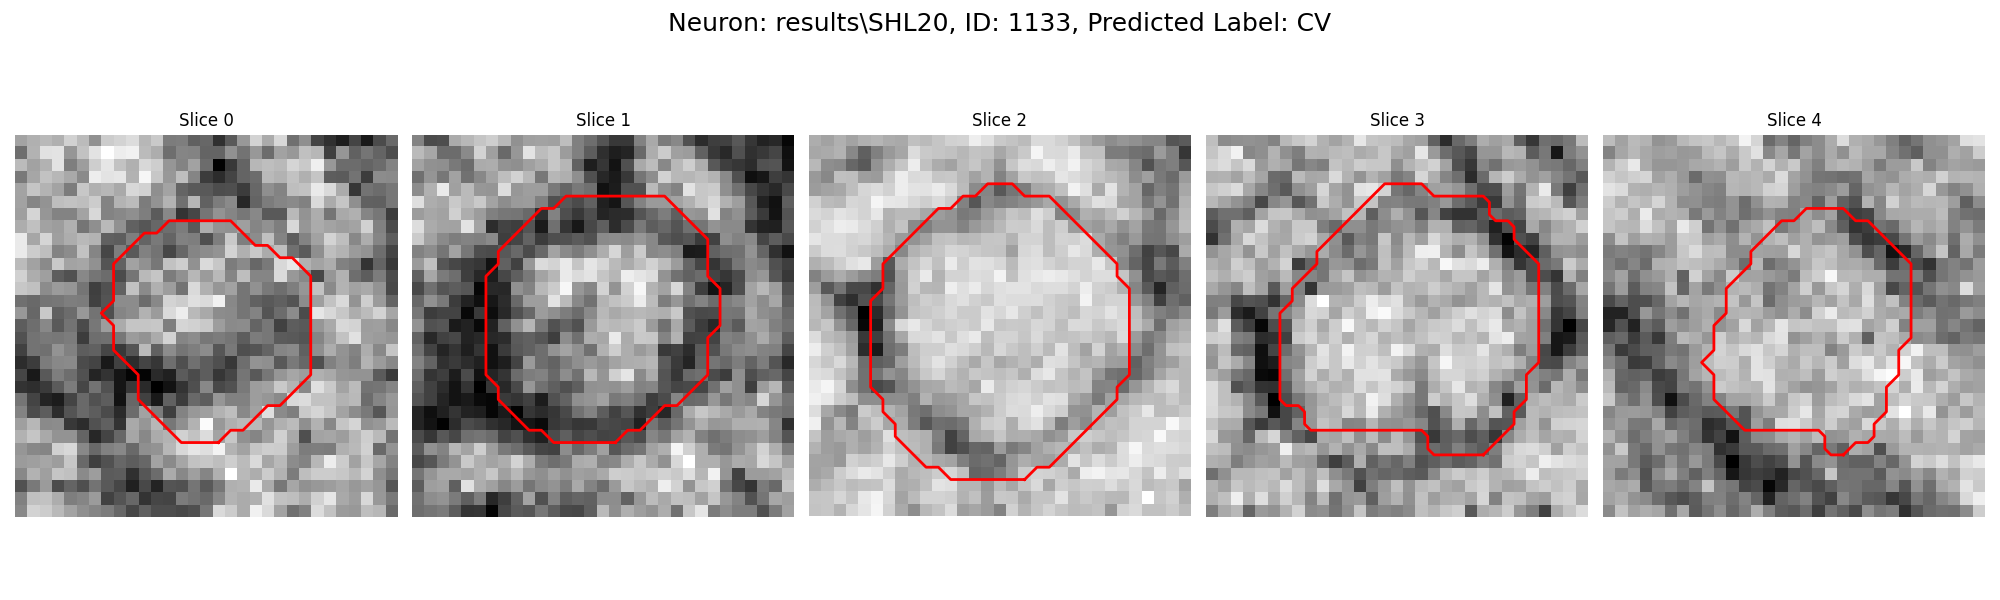 Neuron: results\SHL20, ID: 1133, Predicted Label: CV
Slice 0
Slice 1
Slice 2
Slice 3
Slice 4